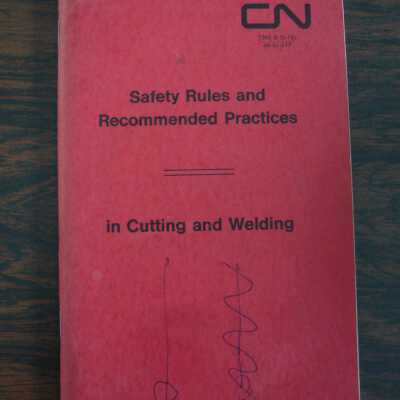 CN
Safety Rules and
Recommended Practices
in Cutting and Welding